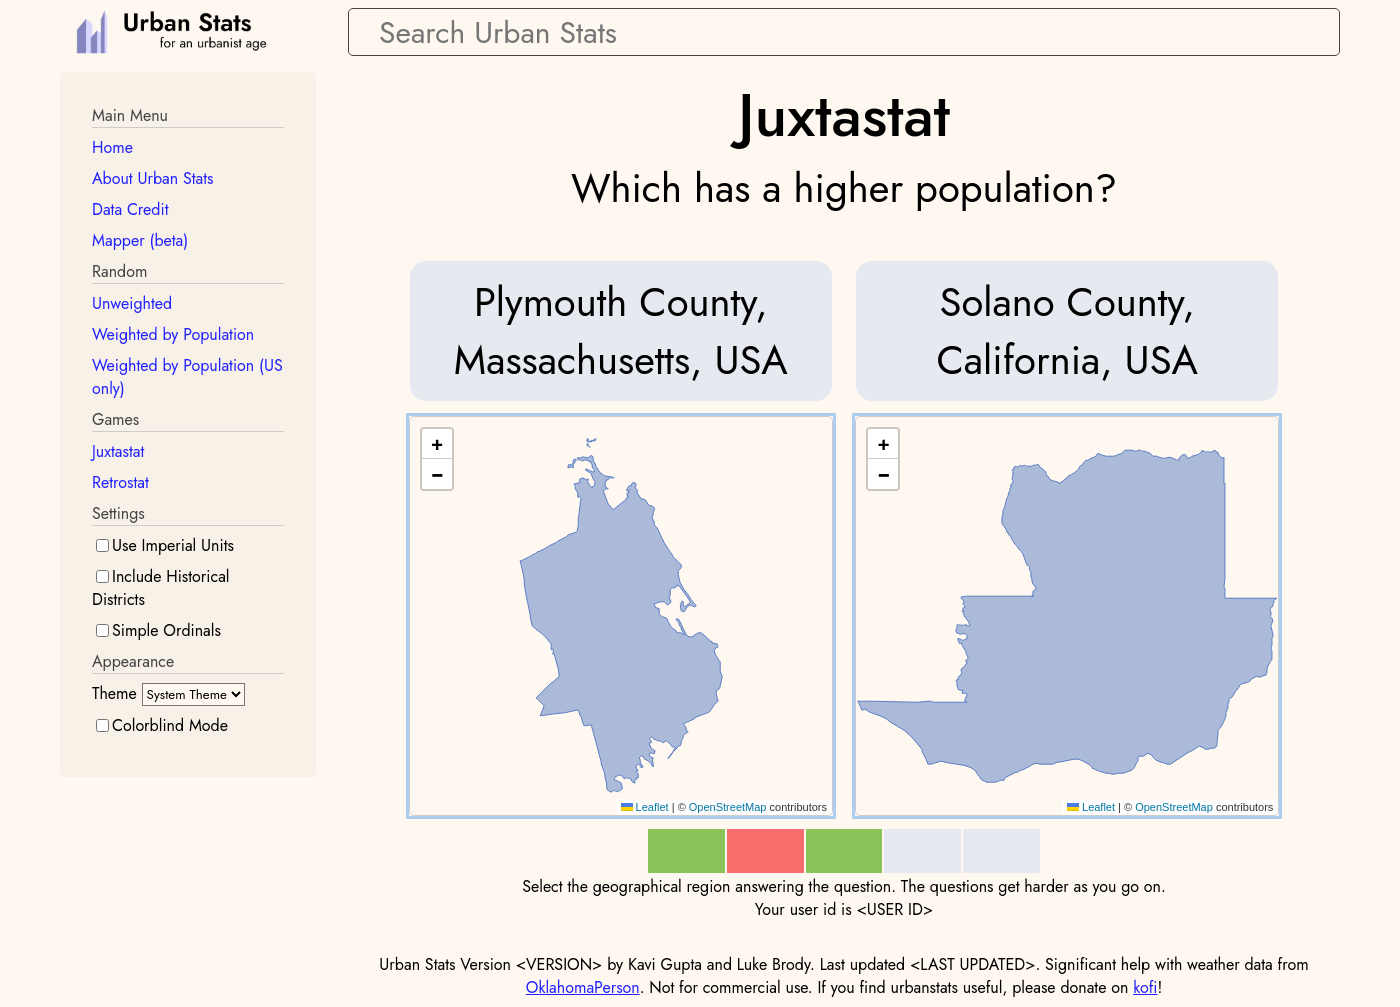 Urban Stats
for an urbanist age
Search Urban Stats
Main Menu
Home
About Urban Stats
Data Credit
Mapper (beta)
Random
Unweighted
Weighted by Population
Weighted by Population (US
only)
Games
Juxtastat
Retrostat
Settings
Use Imperial Units
Include Historical
Districts
Simple Ordinals
Appearance
Theme System Theme
Colorblind Mode
Juxtastat
Which has a higher population?
Plymouth County,
Massachusetts, USA
Solano County,
California, USA
+
−
Leaflet | © OpenStreetMap contributors
+
−
Leaflet | © OpenStreetMap contributors
Select the geographical region answering the question. The questions get harder as you go on.
Your user id is <USER ID>
Urban Stats Version <VERSION> by Kavi Gupta and Luke Brody. Last updated <LAST UPDATED>. Significant help with weather data from
OklahomaPerson. Not for commercial use. If you find urbanstats useful, please donate on kofi!